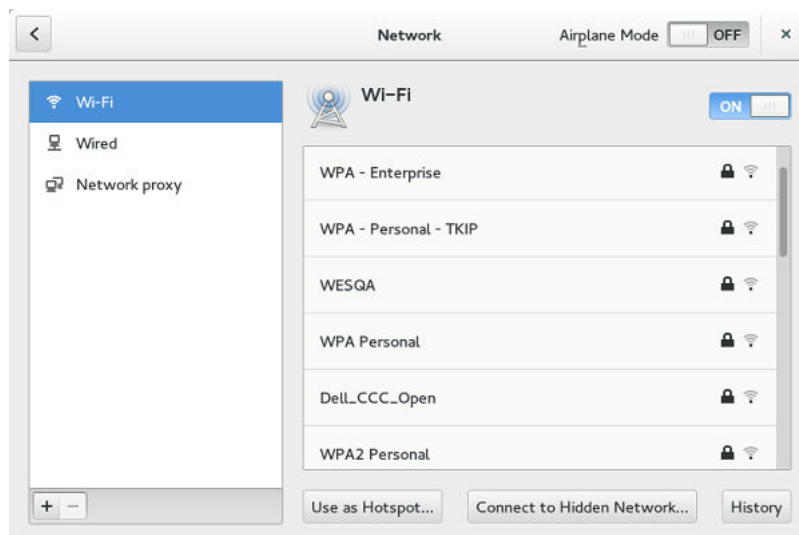 Network
Airplane Mode OFF
Wi-Fi
Wired
Network proxy
Wi-Fi
ON
WPA - Enterprise
WPA - Personal - TKIP
WESQA
WPA Personal
Dell_CCC_Open
WPA2 Personal
Use as Hotspot... Connect to Hidden Network... History